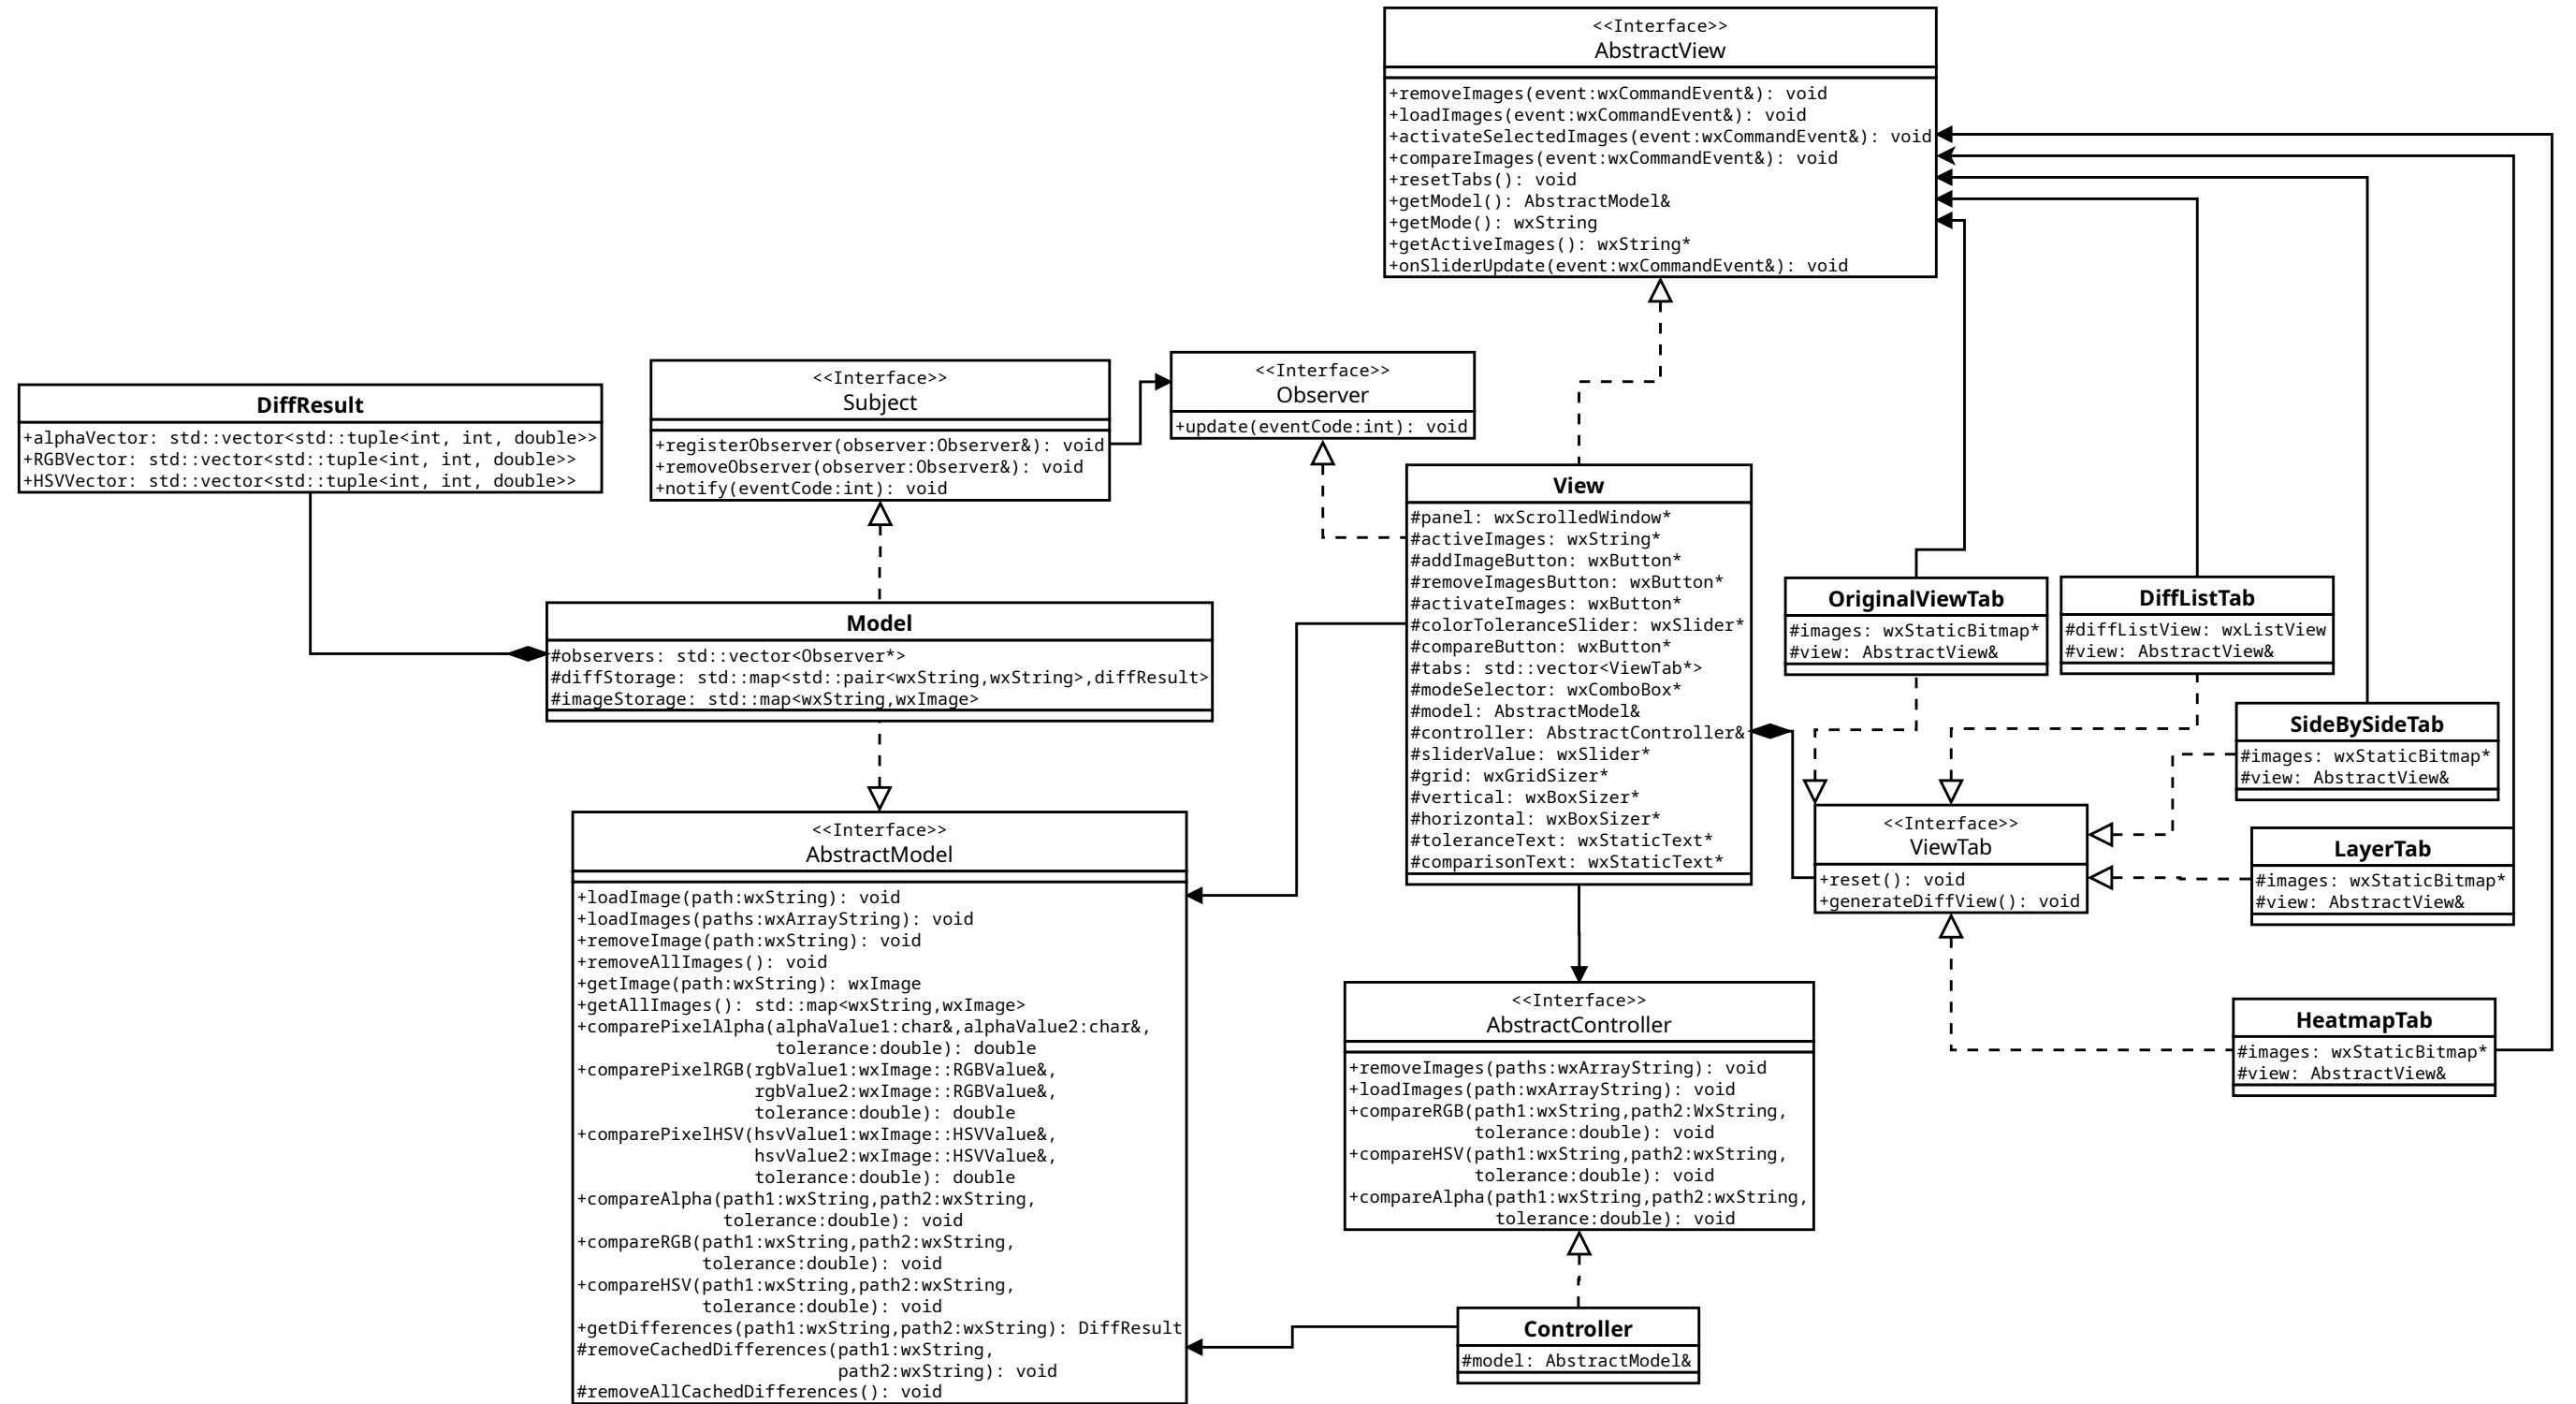 <<Interface>>
AbstractView
+removeImages(event:wxCommandEvent&): void
+loadImages(event:wxCommandEvent&): void
+activateSelectedImages(event:wxCommandEvent&): void
+compareImages(event:wxCommandEvent&): void
+resetTabs(): void
+getModel(): AbstractModel&
+getMode(): wxString
+getActiveImages(): wxString*
+onSliderUpdate(event:wxCommandEvent&): void
DiffResult
+alphaVector: std::vector<std::tuple<int, int, double>>
+RGBVector: std::vector<std::tuple<int, int, double>>
+HSVVector: std::vector<std::tuple<int, int, double>>
<<Interface>>
Subject
+registerObserver(observer:Observer&): void
+removeObserver(observer:Observer&): void
+notify(eventCode:int): void
<<Interface>>
Observer
+update(eventCode:int): void
View
#panel: wxScrolledWindow*
#activeImages: wxString*
#addImageButton: wxButton*
#removeImagesButton: wxButton*
#activateImages: wxButton*
#colorToleranceSlider: wxSlider*
#compareButton: wxButton*
#tabs: std::vector<ViewTab*>
#modeSelector: wxComboBox*
#model: AbstractModel&
#controller: AbstractController&
#sliderValue: wxSlider*
#grid: wxGridSizer*
#vertical: wxBoxSizer*
#horizontal: wxBoxSizer*
#toleranceText: wxStaticText*
#comparisonText: wxStaticText*
OriginalViewTab
#images: wxStaticBitmap*
#view: AbstractView&
DiffListTab
#diffListView: wxListView
#view: AbstractView&
Model
#observers: std::vector<Observer*>
#diffStorage: std::map<std::pair<wxString,wxString>,diffResult>
#imageStorage: std::map<wxString,wxImage>
SideBySideTab
#images: wxStaticBitmap*
#view: AbstractView&
<<Interface>>
ViewTab
+reset(): void
+generateDiffView(): void
LayerTab
#images: wxStaticBitmap*
#view: AbstractView&
<<Interface>>
AbstractModel
+loadImage(path:wxString): void
+loadImages(paths:wxArrayString): void
+removeImage(path:wxString): void
+removeAllImages(): void
+getImage(path:wxString): wxImage
+getAllImages(): std::map<wxString,wxImage>
+comparePixelAlpha(alphaValue1:char&,alphaValue2:char&,
tolerance:double): double
+comparePixelRGB(rgbValue1:wxImage::RGBValue&,
rgbValue2:wxImage::RGBValue&,
tolerance:double): double
+comparePixelHSV(hsvValue1:wxImage::HSVValue&,
hsvValue2:wxImage::HSVValue&,
tolerance:double): double
+compareAlpha(path1:wxString,path2:wxString,
tolerance:double): void
+compareRGB(path1:wxString,path2:wxString,
tolerance:double): void
+compareHSV(path1:wxString,path2:wxString,
tolerance:double): void
+getDifferences(path1:wxString,path2:wxString): DiffResult
#removeCachedDifferences(path1:wxString,
path2:wxString): void
#removeAllCachedDifferences(): void
<<Interface>>
AbstractController
+removeImages(paths:wxArrayString): void
+loadImages(path:wxArrayString): void
+compareRGB(path1:wxString,path2:WxString,
tolerance:double): void
+compareHSV(path1:wxString,path2:wxString,
tolerance:double): void
+compareAlpha(path1:wxString,path2:wxString,
tolerance:double): void
HeatmapTab
#images: wxStaticBitmap*
#view: AbstractView&
Controller
#model: AbstractModel&